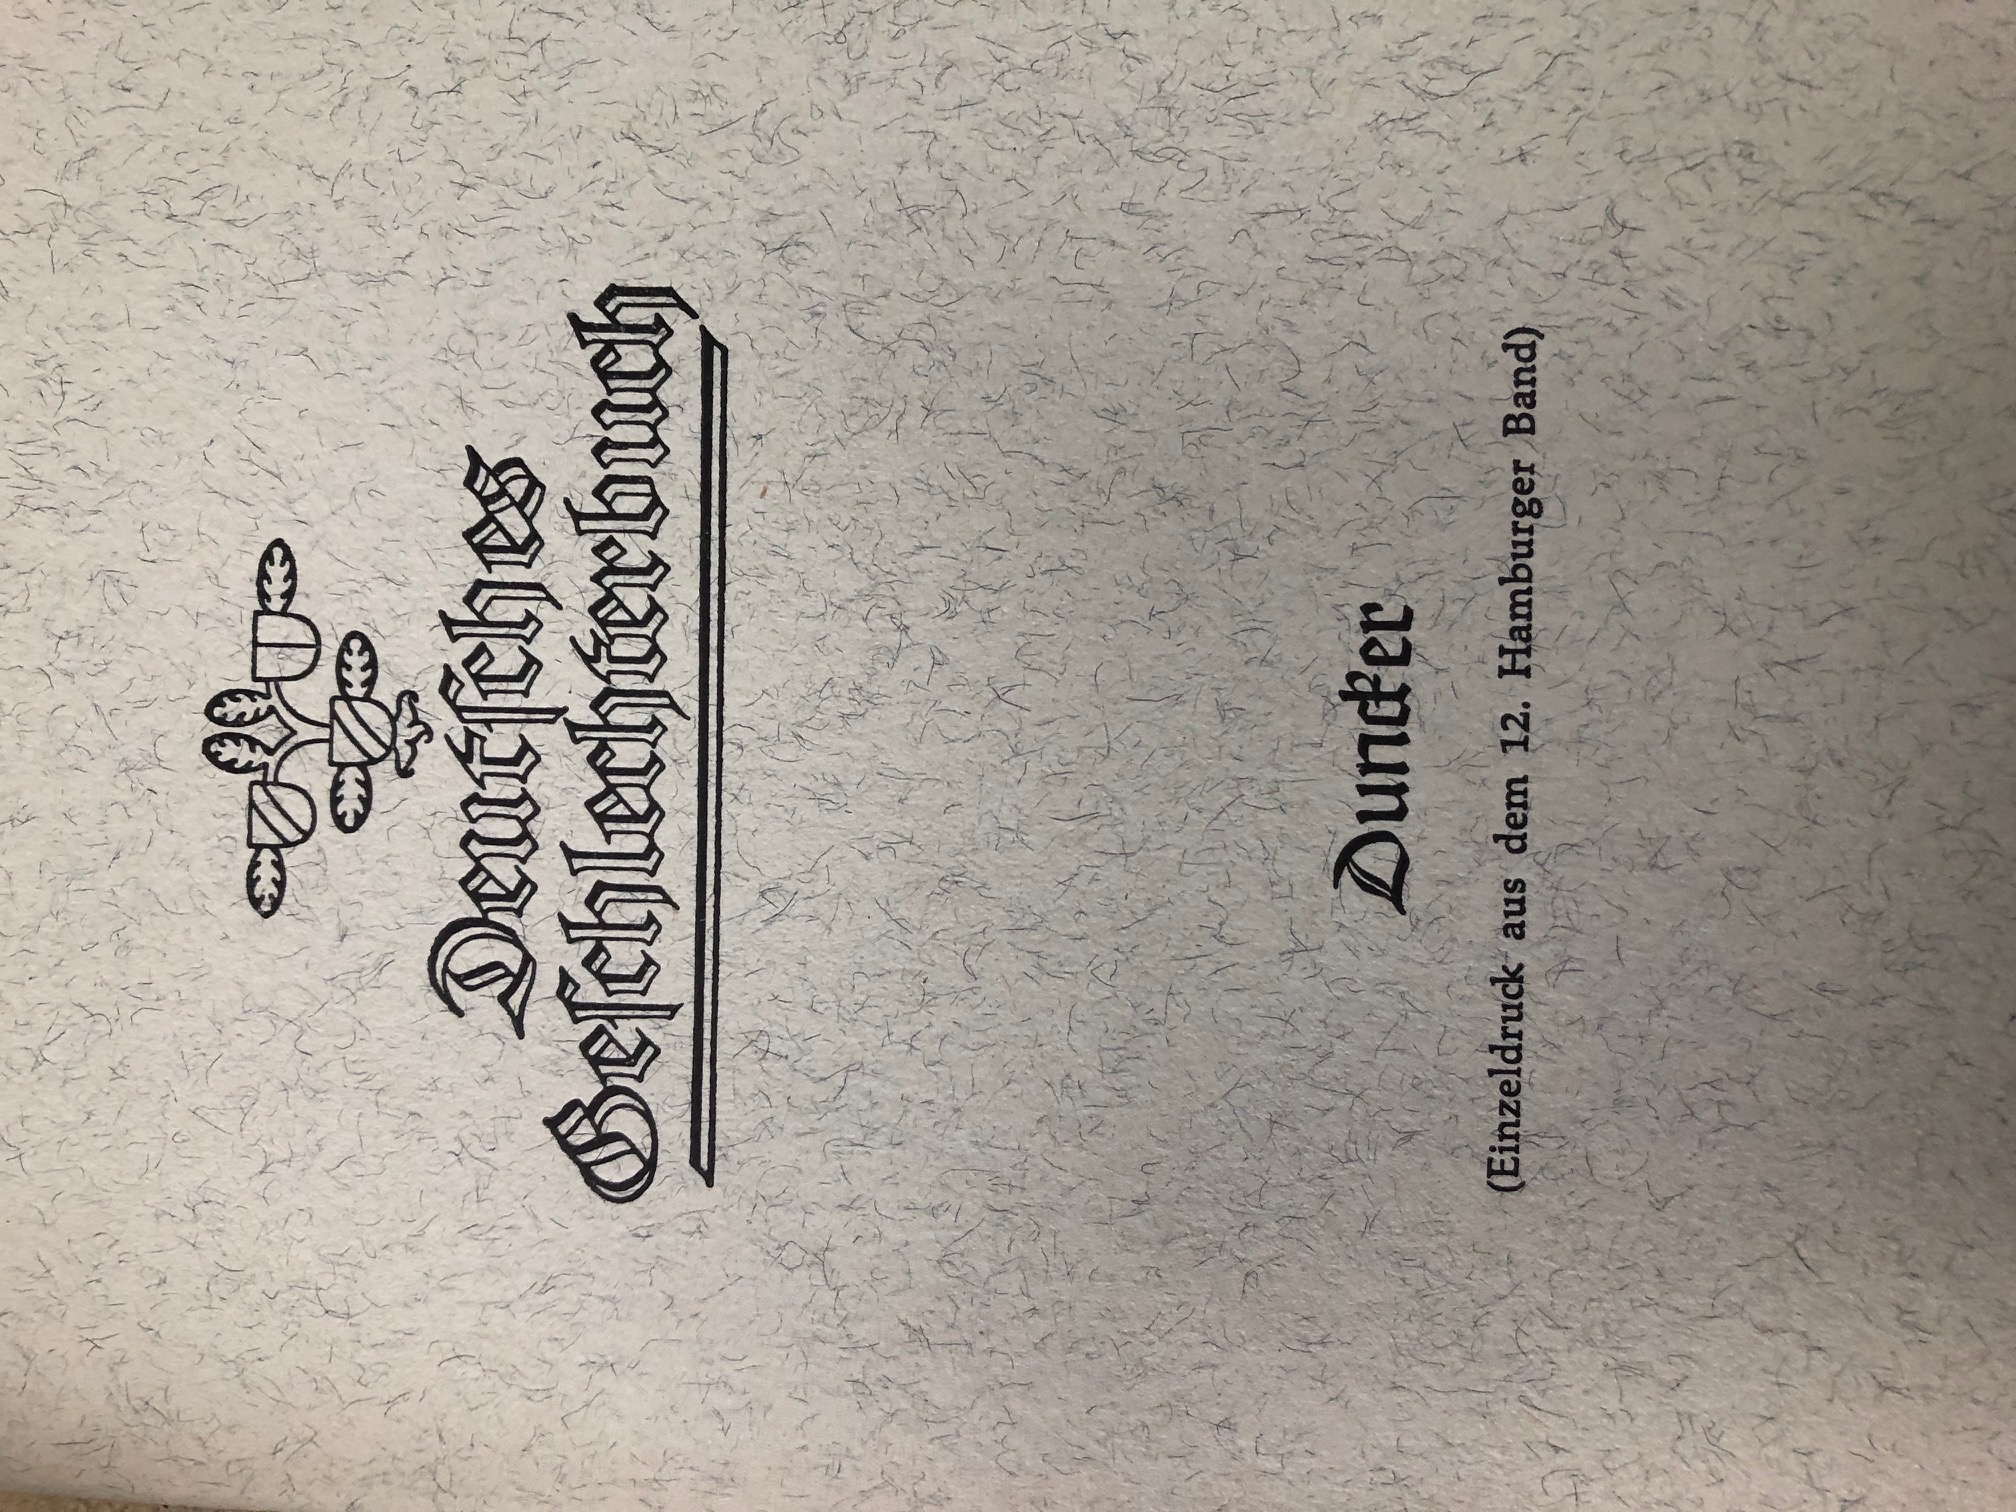 Deutſches
Geſchlechterbuch
Duncker
(Einzeldruck aus dem 12. Hamburger Band)